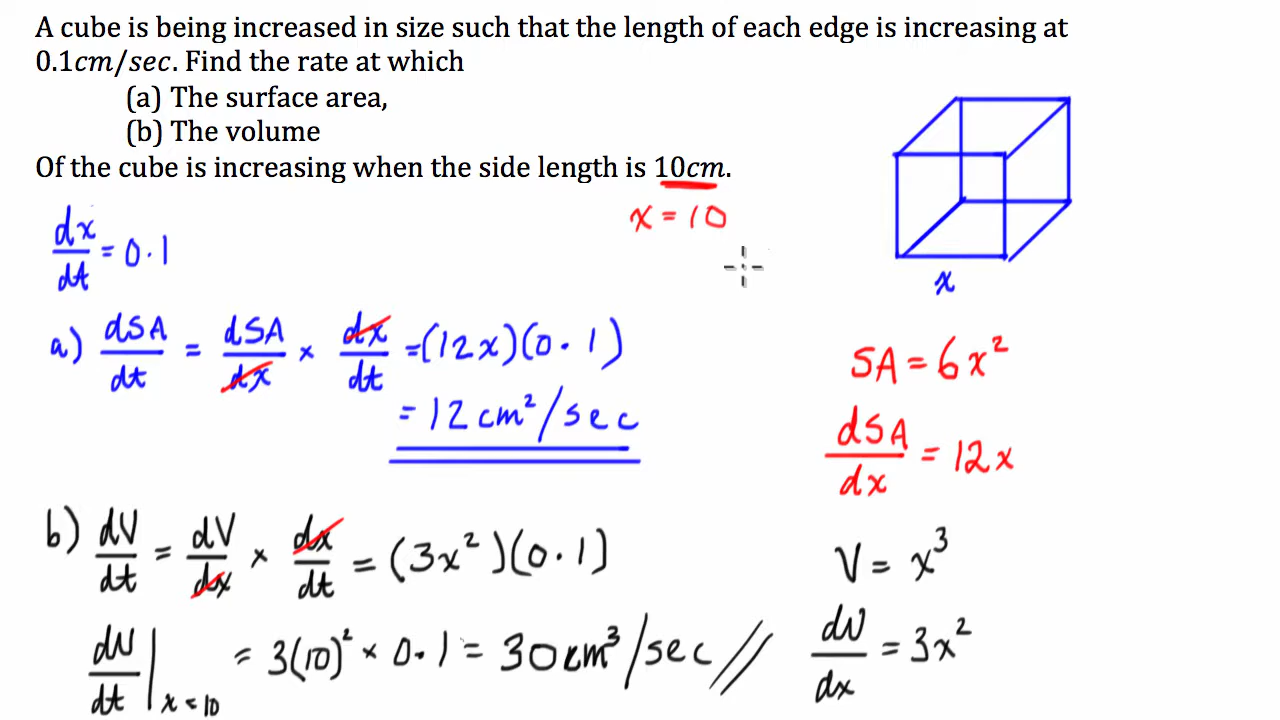 A cube is being increased in size such that the length of each edge is increasing at
0.1cm/sec. Find the rate at which
(a) The surface area,
(b) The volume
Of the cube is increasing when the side length is 10cm.
x = 10
dx/dt = 0.1
x
a) dSA/dt = dSA/dx × dx/dt = (12x)(0.1)
= 12 cm²/sec
SA = 6x²
dSA/dx = 12x
b) dV/dt = dV/dx × dx/dt = (3x²)(0.1)
dV/dt | x = 10 = 3(10)² × 0.1 = 30cm³/sec //
V = x³
dV/dx = 3x²